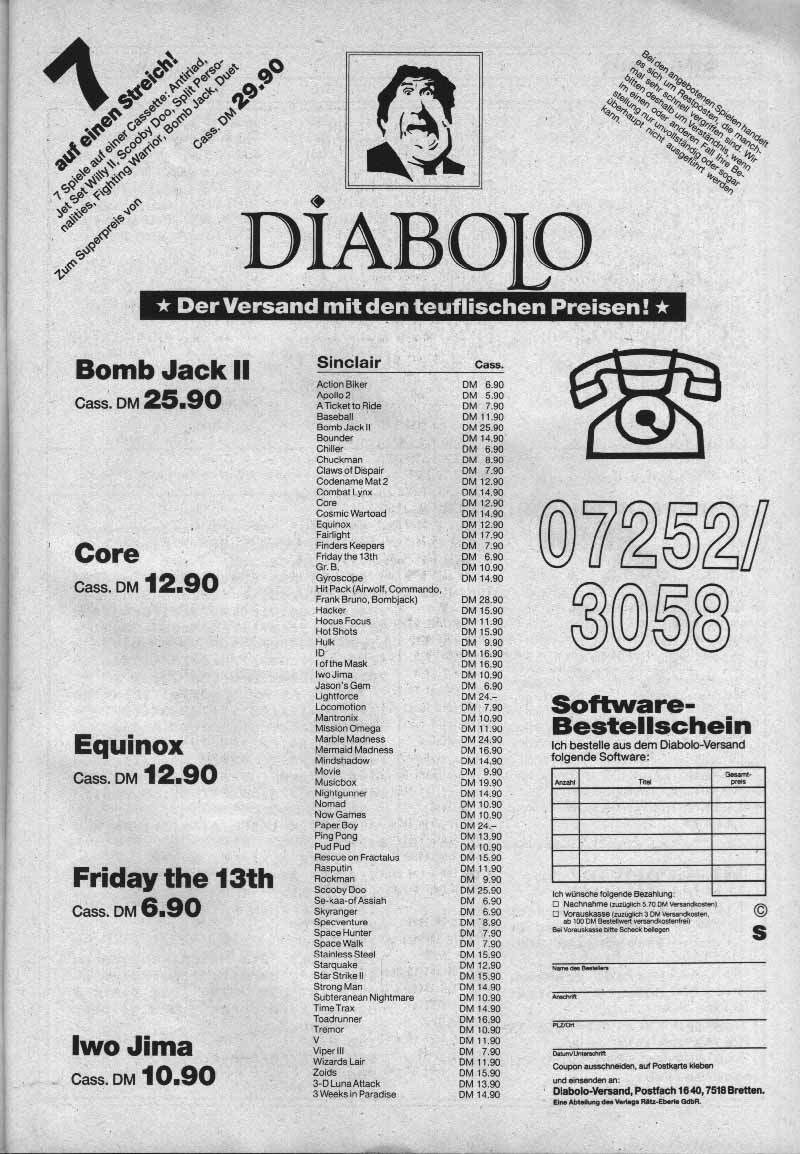 7
auf einen Streich!
7 Spiele auf einer Cassette: Antiriad,
Jet Set Willy II, Scooby Doo, Split Perso-
nalities, Fighting Warrior, Bomb Jack, Duet
Zum Superpreis von
Cass. DM 29.90
Bei den angebotenen Spielen handelt
es sich um Restposten, die manch-
mal sehr schnell vergriffen sind. Wir
bitten deshalb um Verständnis, wenn
im einen oder anderen Fall Ihre Be-
stellung nur unvollständig oder sogar
überhaupt nicht ausgeführt werden
kann.
DIABOLO
★ Der Versand mit den teuflischen Preisen! ★
Bomb Jack II
Cass. DM 25.90
Core
Cass. DM 12.90
Equinox
Cass. DM 12.90
Friday the 13th
Cass. DM 6.90
Iwo Jima
Cass. DM 10.90
Sinclair Cass.
Action Biker DM 6.90
Apollo 2 DM 5.90
A Ticket to Ride DM 7.90
Baseball DM 11.90
Bomb Jack II DM 25.90
Bounder DM 14.90
Chiller DM 6.90
Chuckman DM 8.90
Claws of Dispair DM 7.90
Codename Mat 2 DM 12.90
Combat Lynx DM 14.90
Core DM 12.90
Cosmic Wartoad DM 14.90
Equinox DM 12.90
Fairlight DM 17.90
Finders Keepers DM 7.90
Friday the 13th DM 6.90
Gr. B. DM 10.90
Gyroscope DM 14.90
Hit Pack (Airwolf, Commando,
Frank Bruno, Bombjack) DM 28.90
Hacker DM 15.90
Hocus Focus DM 11.90
Hot Shots DM 15.90
Hulk DM 9.90
ID DM 16.90
I of the Mask DM 16.90
Iwo Jima DM 10.90
Jason's Gem DM 6.90
Lightforce DM 24.–
Locomotion DM 7.90
Mantronix DM 10.90
Mission Omega DM 11.90
Marble Madness DM 24.90
Mermaid Madness DM 16.90
Mindshadow DM 14.90
Movie DM 9.90
Musicbox DM 19.90
Nightgunner DM 14.90
Nomad DM 10.90
Now Games DM 10.90
Paper Boy DM 24.–
Ping Pong DM 13.90
Pud Pud DM 10.90
Rescue on Fractalus DM 15.90
Rasputin DM 11.90
Rockman DM 9.90
Sccoby Doo DM 25.90
Se-kaa-of Assiah DM 6.90
Skyranger DM 6.90
Specventure DM 8.90
Space Hunter DM 7.90
Space Walk DM 7.90
Stainless Steel DM 15.90
Starquake DM 12.90
Star Strike II DM 15.90
Strong Man DM 14.90
Subteranean Nightmare DM 10.90
Time Trax DM 14.90
Toadrunner DM 16.90
Tremor DM 10.90
V DM 11.90
Viper III DM 7.90
Wizards Lair DM 11.90
Zoids DM 15.90
3-D Luna Attack DM 13.90
3 Weeks in Paradise DM 14.90
07252/
3058
Software-
Bestellschein
Ich bestelle aus dem Diabolo-Versand
folgende Software:
Anzahl Titel Gesamt-
preis
Ich wünsche folgende Bezahlung:
☐ Nachnahme (zuzüglich 5.70 DM Versandkosten)
☐ Vorauskasse (zuzüglich 3 DM Versandkosten,
ab 100 DM Bestellwert versandkostenfrei)
Bei Vorauskasse bitte Scheck beilegen
©
S
Name des Bestellers
Anschrift
PLZ/Ort
Datum/Unterschrift
Coupon ausschneiden, auf Postkarte kleben
und einsenden an:
Diabolo-Versand, Postfach 16 40, 7518 Bretten.
Eine Abteilung des Verlags Rätz-Eberle GdbR.